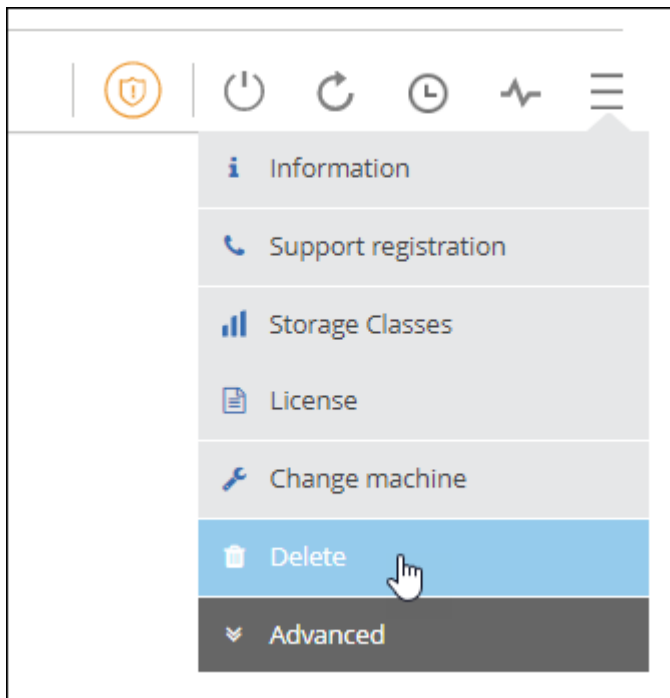 Information
Support registration
Storage Classes
License
Change machine
Delete
Advanced